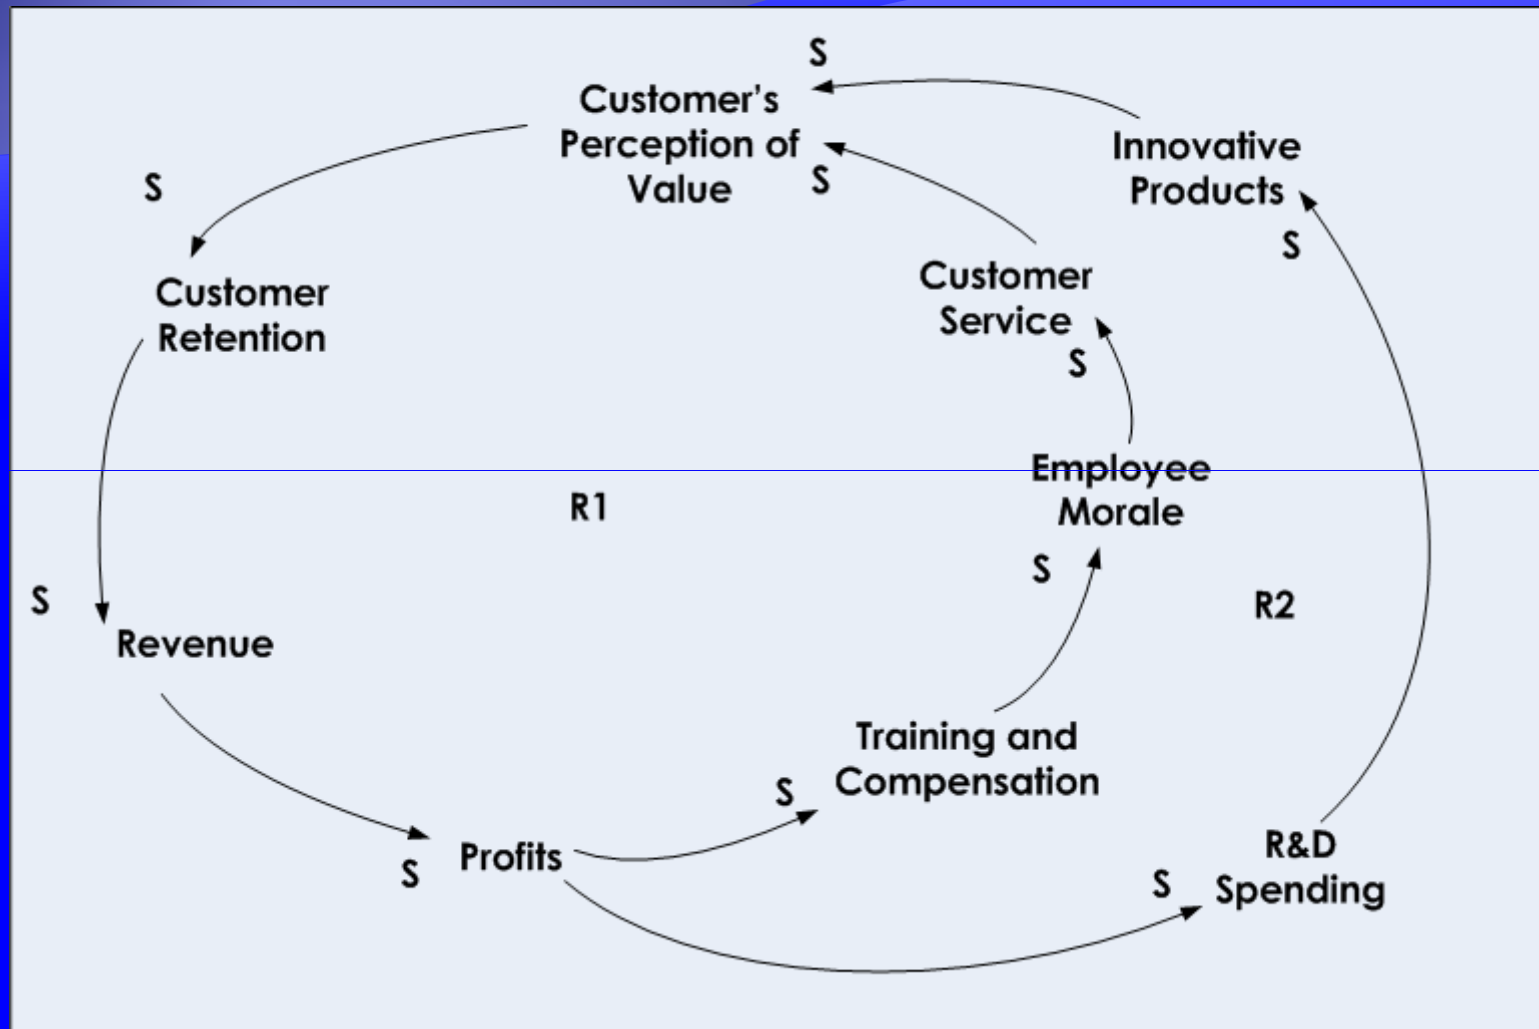 S
Customer's
Perception of
Value
S
Innovative
Products
S
S
Customer
Retention
Customer
Service
S
Employee
Morale
S
R1
R2
S
Revenue
Training and
Compensation
S
Profits
S
R&D
Spending
S